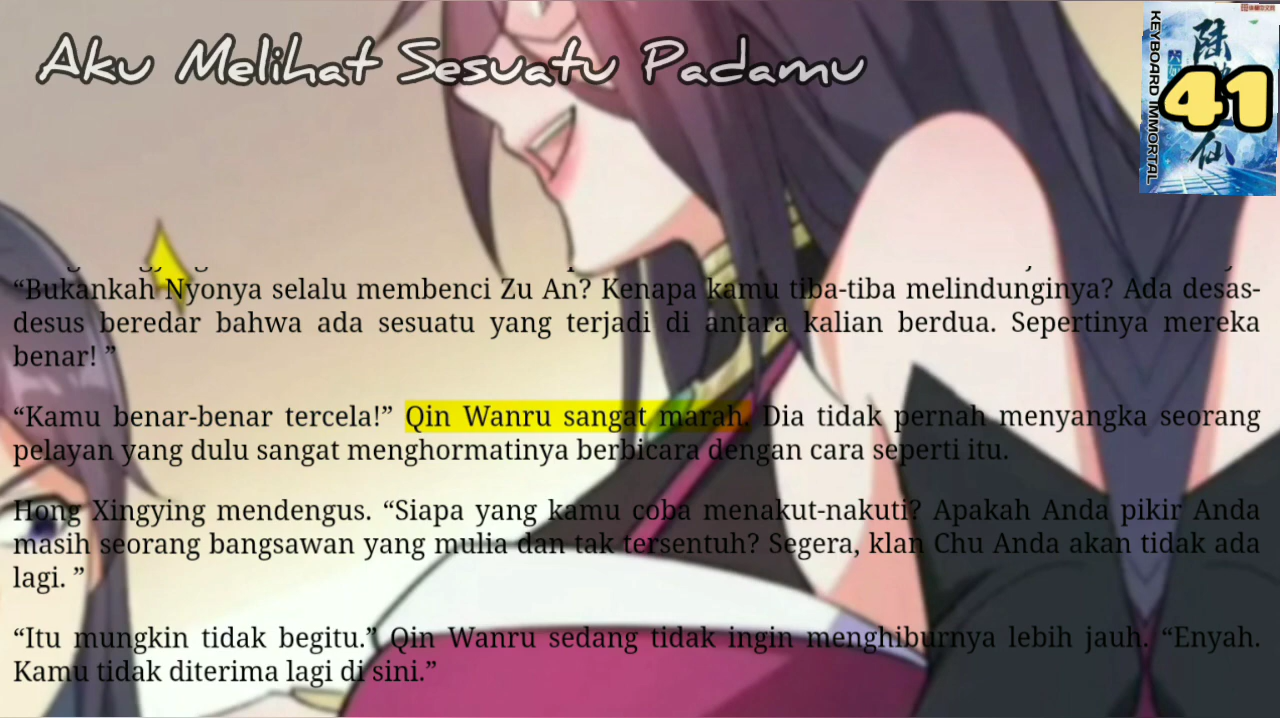 Aku Melihat Sesuatu Padamu
KEYBOARD IMMORTAL
41
“Bukankah Nyonya selalu membenci Zu An? Kenapa kamu tiba-tiba melindunginya? Ada desas-
desus beredar bahwa ada sesuatu yang terjadi di antara kalian berdua. Sepertinya mereka
benar! ”
“Kamu benar-benar tercela!” Qin Wanru sangat marah. Dia tidak pernah menyangka seorang
pelayan yang dulu sangat menghormatinya berbicara dengan cara seperti itu.
Hong Xingying mendengus. “Siapa yang kamu coba menakut-nakuti? Apakah Anda pikir Anda
masih seorang bangsawan yang mulia dan tak tersentuh? Segera, klan Chu Anda akan tidak ada
lagi. ”
“Itu mungkin tidak begitu.” Qin Wanru sedang tidak ingin menghiburnya lebih jauh. “Enyah.
Kamu tidak diterima lagi di sini.”